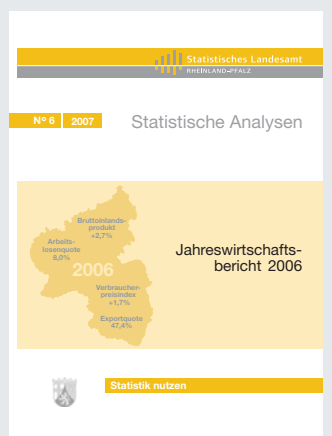 Statistisches Landesamt
RHEINLAND-PFALZ
Nº 6 2007
Statistische Analysen
Bruttoinlands-
produkt
+2,7%
Arbeits-
losenquote
8,0%
2006
Verbraucher-
preisindex
+1,7%
Exportquote
47,4%
Jahreswirtschafts-
bericht 2006
Statistik nutzen